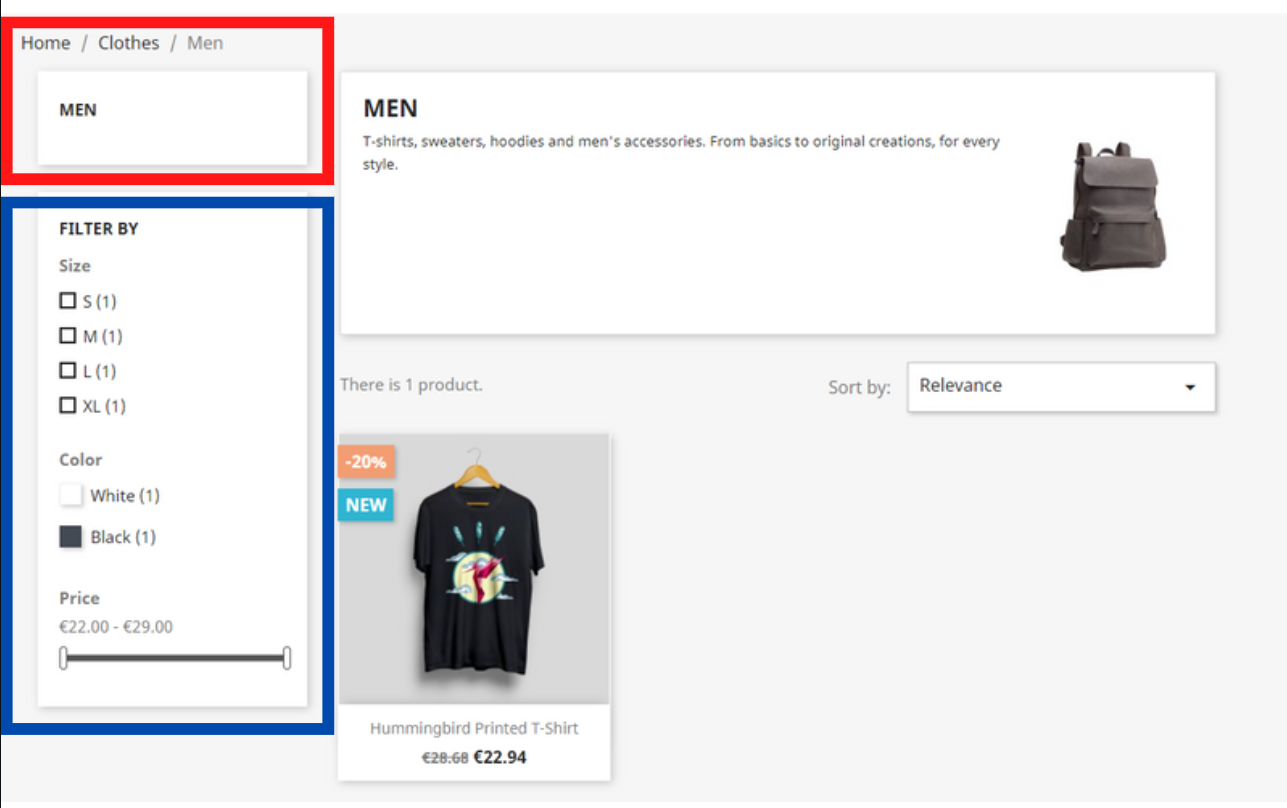 Home / Clothes / Men
MEN
FILTER BY
Size
S (1)
M (1)
L (1)
XL (1)
Color
White (1)
Black (1)
Price
€22.00 - €29.00
MEN
T-shirts, sweaters, hoodies and men's accessories. From basics to original creations, for every
style.
There is 1 product.
Sort by: Relevance
-20%
NEW
Hummingbird Printed T-Shirt
€28.68 €22.94